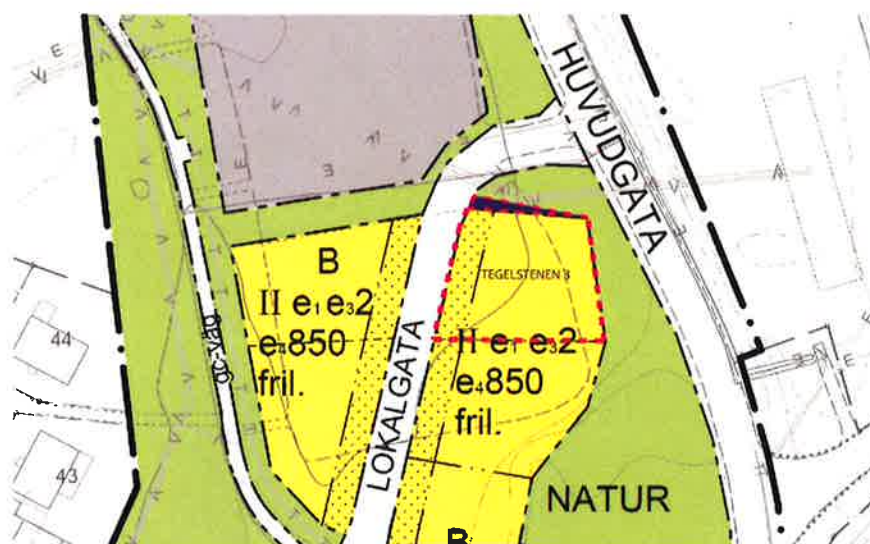 HUVUDGATA
TEGELSTENEN 3
B
II e₁ e₃2
e₄850
fril.
II e₁ e₃2
e₄850
fril.
44
gc-väg
LOKALGATA
43
NATUR
B